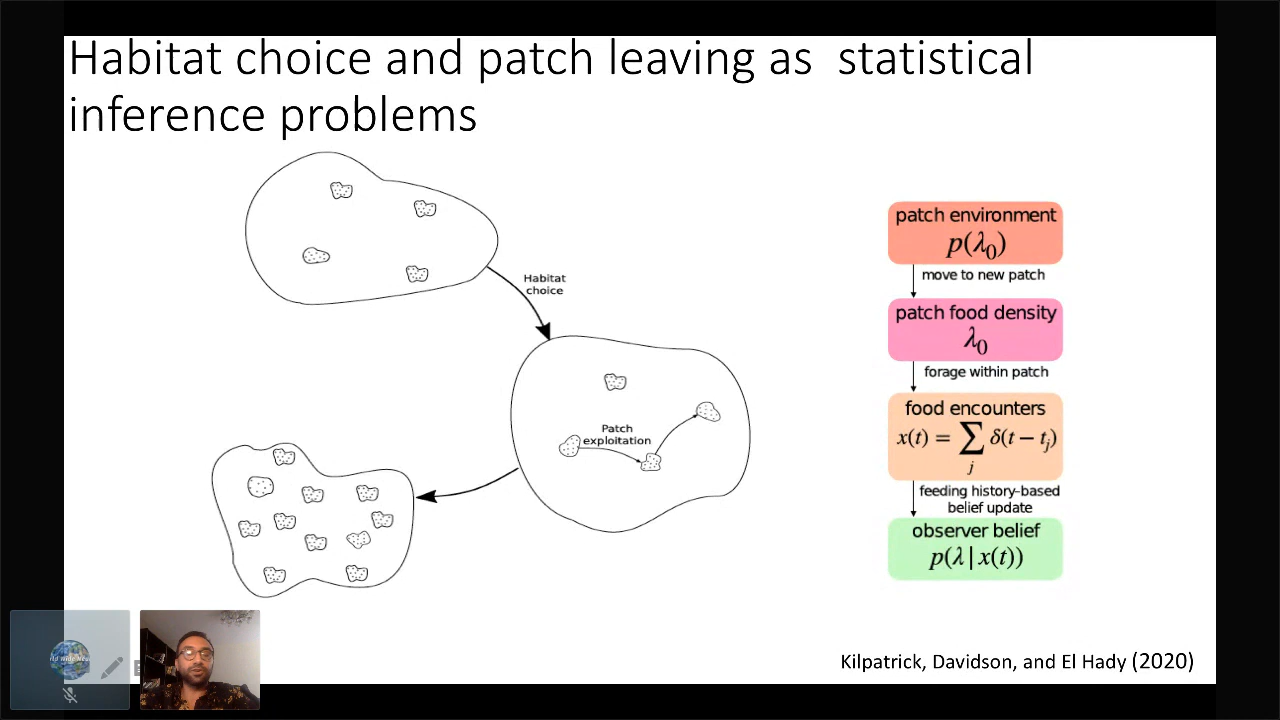 Habitat choice and patch leaving as statistical
inference problems
Habitat
choice
Patch
exploitation
patch environment
p(λ₀)
move to new patch
patch food density
λ₀
forage within patch
food encounters
x(t) = ∑ⱼ δ(t − tⱼ)
feeding history-based
belief update
observer belief
p(λ | x(t))
Kilpatrick, Davidson, and El Hady (2020)